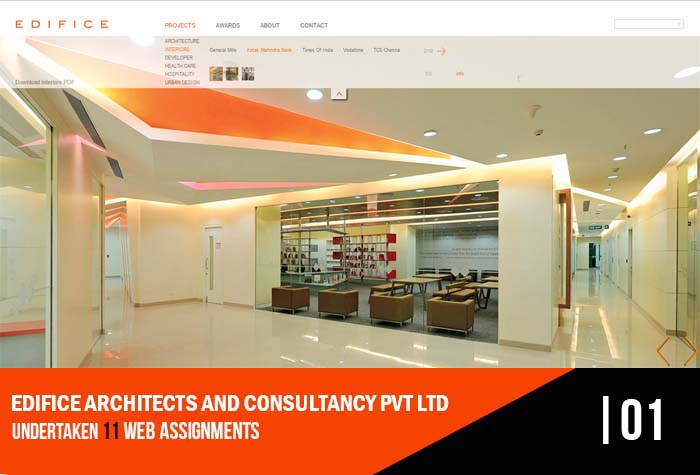 EDIFICE
PROJECTS AWARDS ABOUT CONTACT
ARCHITECTURE
INTERIORS
DEVELOPER
HEALTH CARE
HOSPITALITY
URBAN DESIGN
General Mills Kotak Mahindra Bank Times Of India Vodafone TCS Chennai
info
Download Interiors PDF
EDIFICE ARCHITECTS AND CONSULTANCY PVT LTD
UNDERTAKEN 11 WEB ASSIGNMENTS
|01